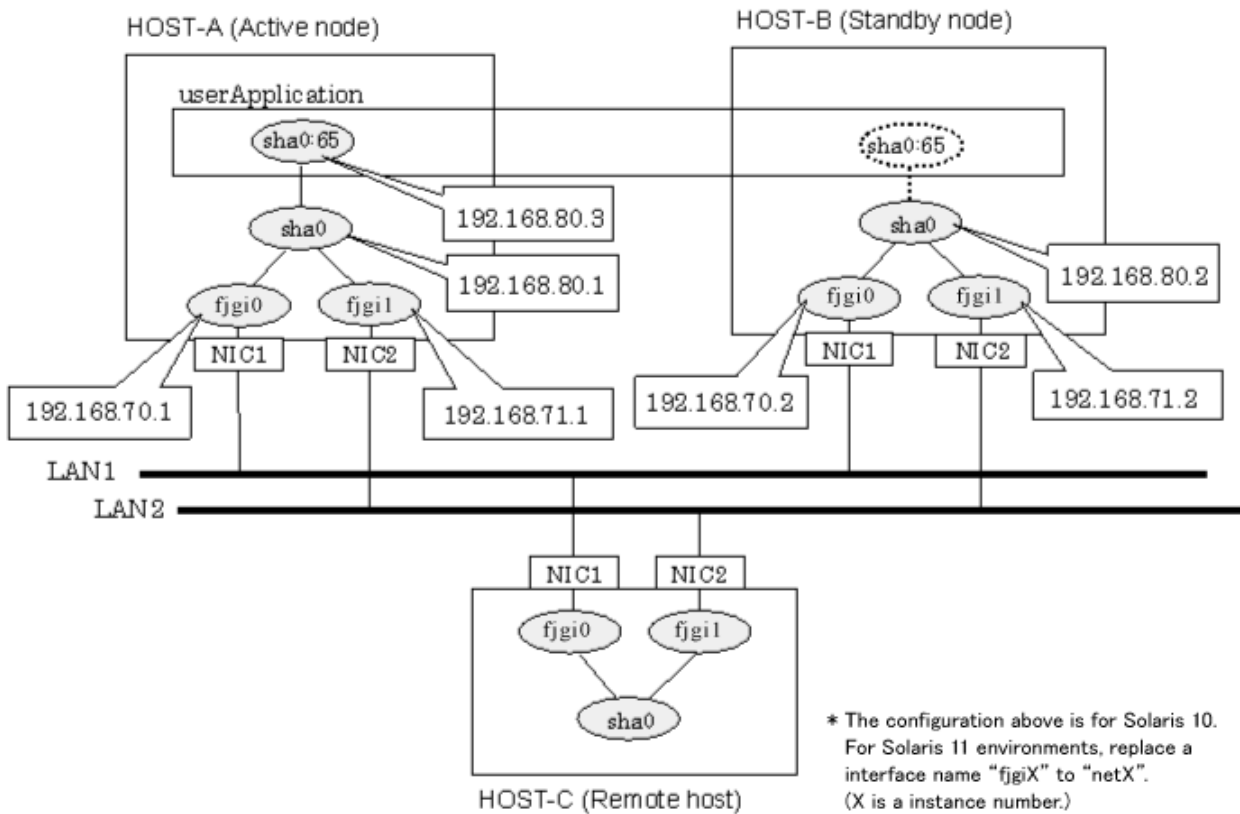 HOST-A (Active node)
HOST-B (Standby node)
userApplication
sha0:65
sha0:65
192.168.80.3
sha0
sha0
192.168.80.1
192.168.80.2
fjgi0
fjgi1
fjgi0
fjgi1
NIC1
NIC2
NIC1
NIC2
192.168.70.1
192.168.71.1
192.168.70.2
192.168.71.2
LAN1
LAN2
NIC1
NIC2
fjgi0
fjgi1
sha0
HOST-C (Remote host)
* The configuration above is for Solaris 10.
For Solaris 11 environments, replace a
interface name “fjgiX” to “netX”.
(X is a instance number.)